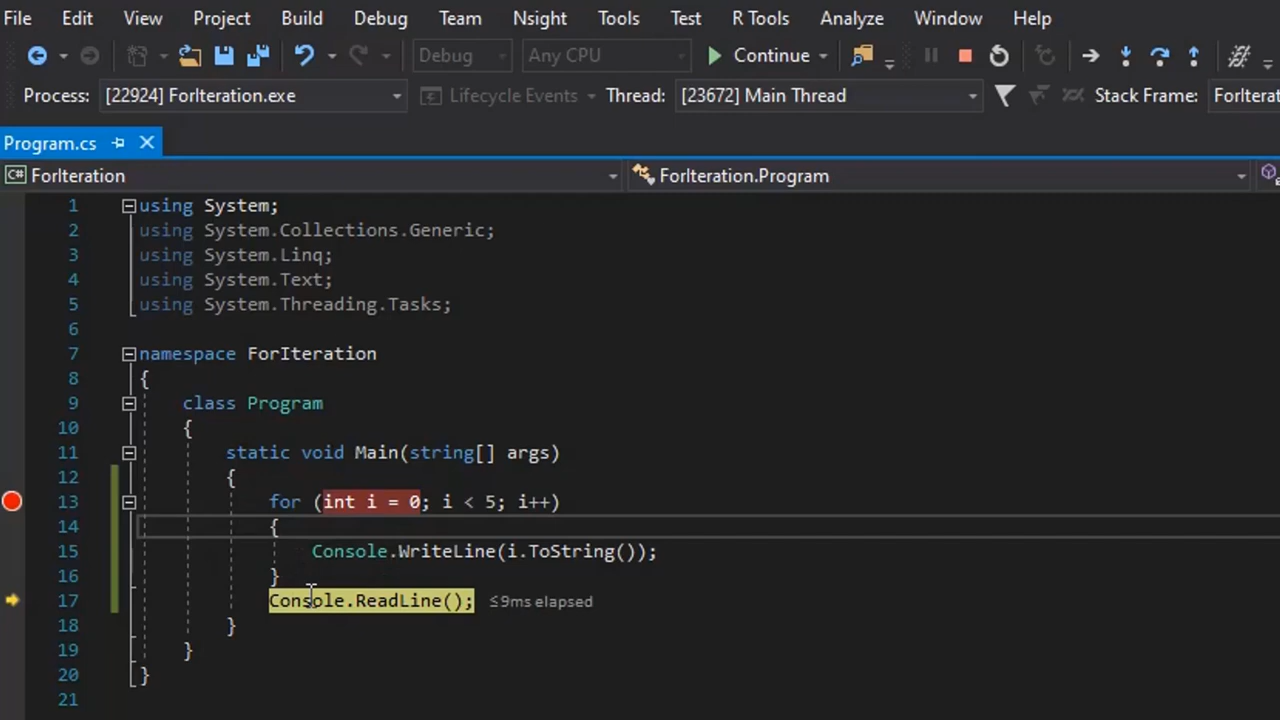 File Edit View Project Build Debug Team Nsight Tools Test R Tools Analyze Window Help
Debug Any CPU Continue
Process: [22924] ForIteration.exe Lifecycle Events Thread: [23672] Main Thread Stack Frame: ForIterat
Program.cs
C# ForIteration ForIteration.Program
1 using System;
2 using System.Collections.Generic;
3 using System.Linq;
4 using System.Text;
5 using System.Threading.Tasks;
6
7 namespace ForIteration
8 {
9 class Program
10 {
11 static void Main(string[] args)
12 {
13 for (int i = 0; i < 5; i++)
14 {
15 Console.WriteLine(i.ToString());
16 }
17 Console.ReadLine(); ≤9ms elapsed
18 }
19 }
20 }
21